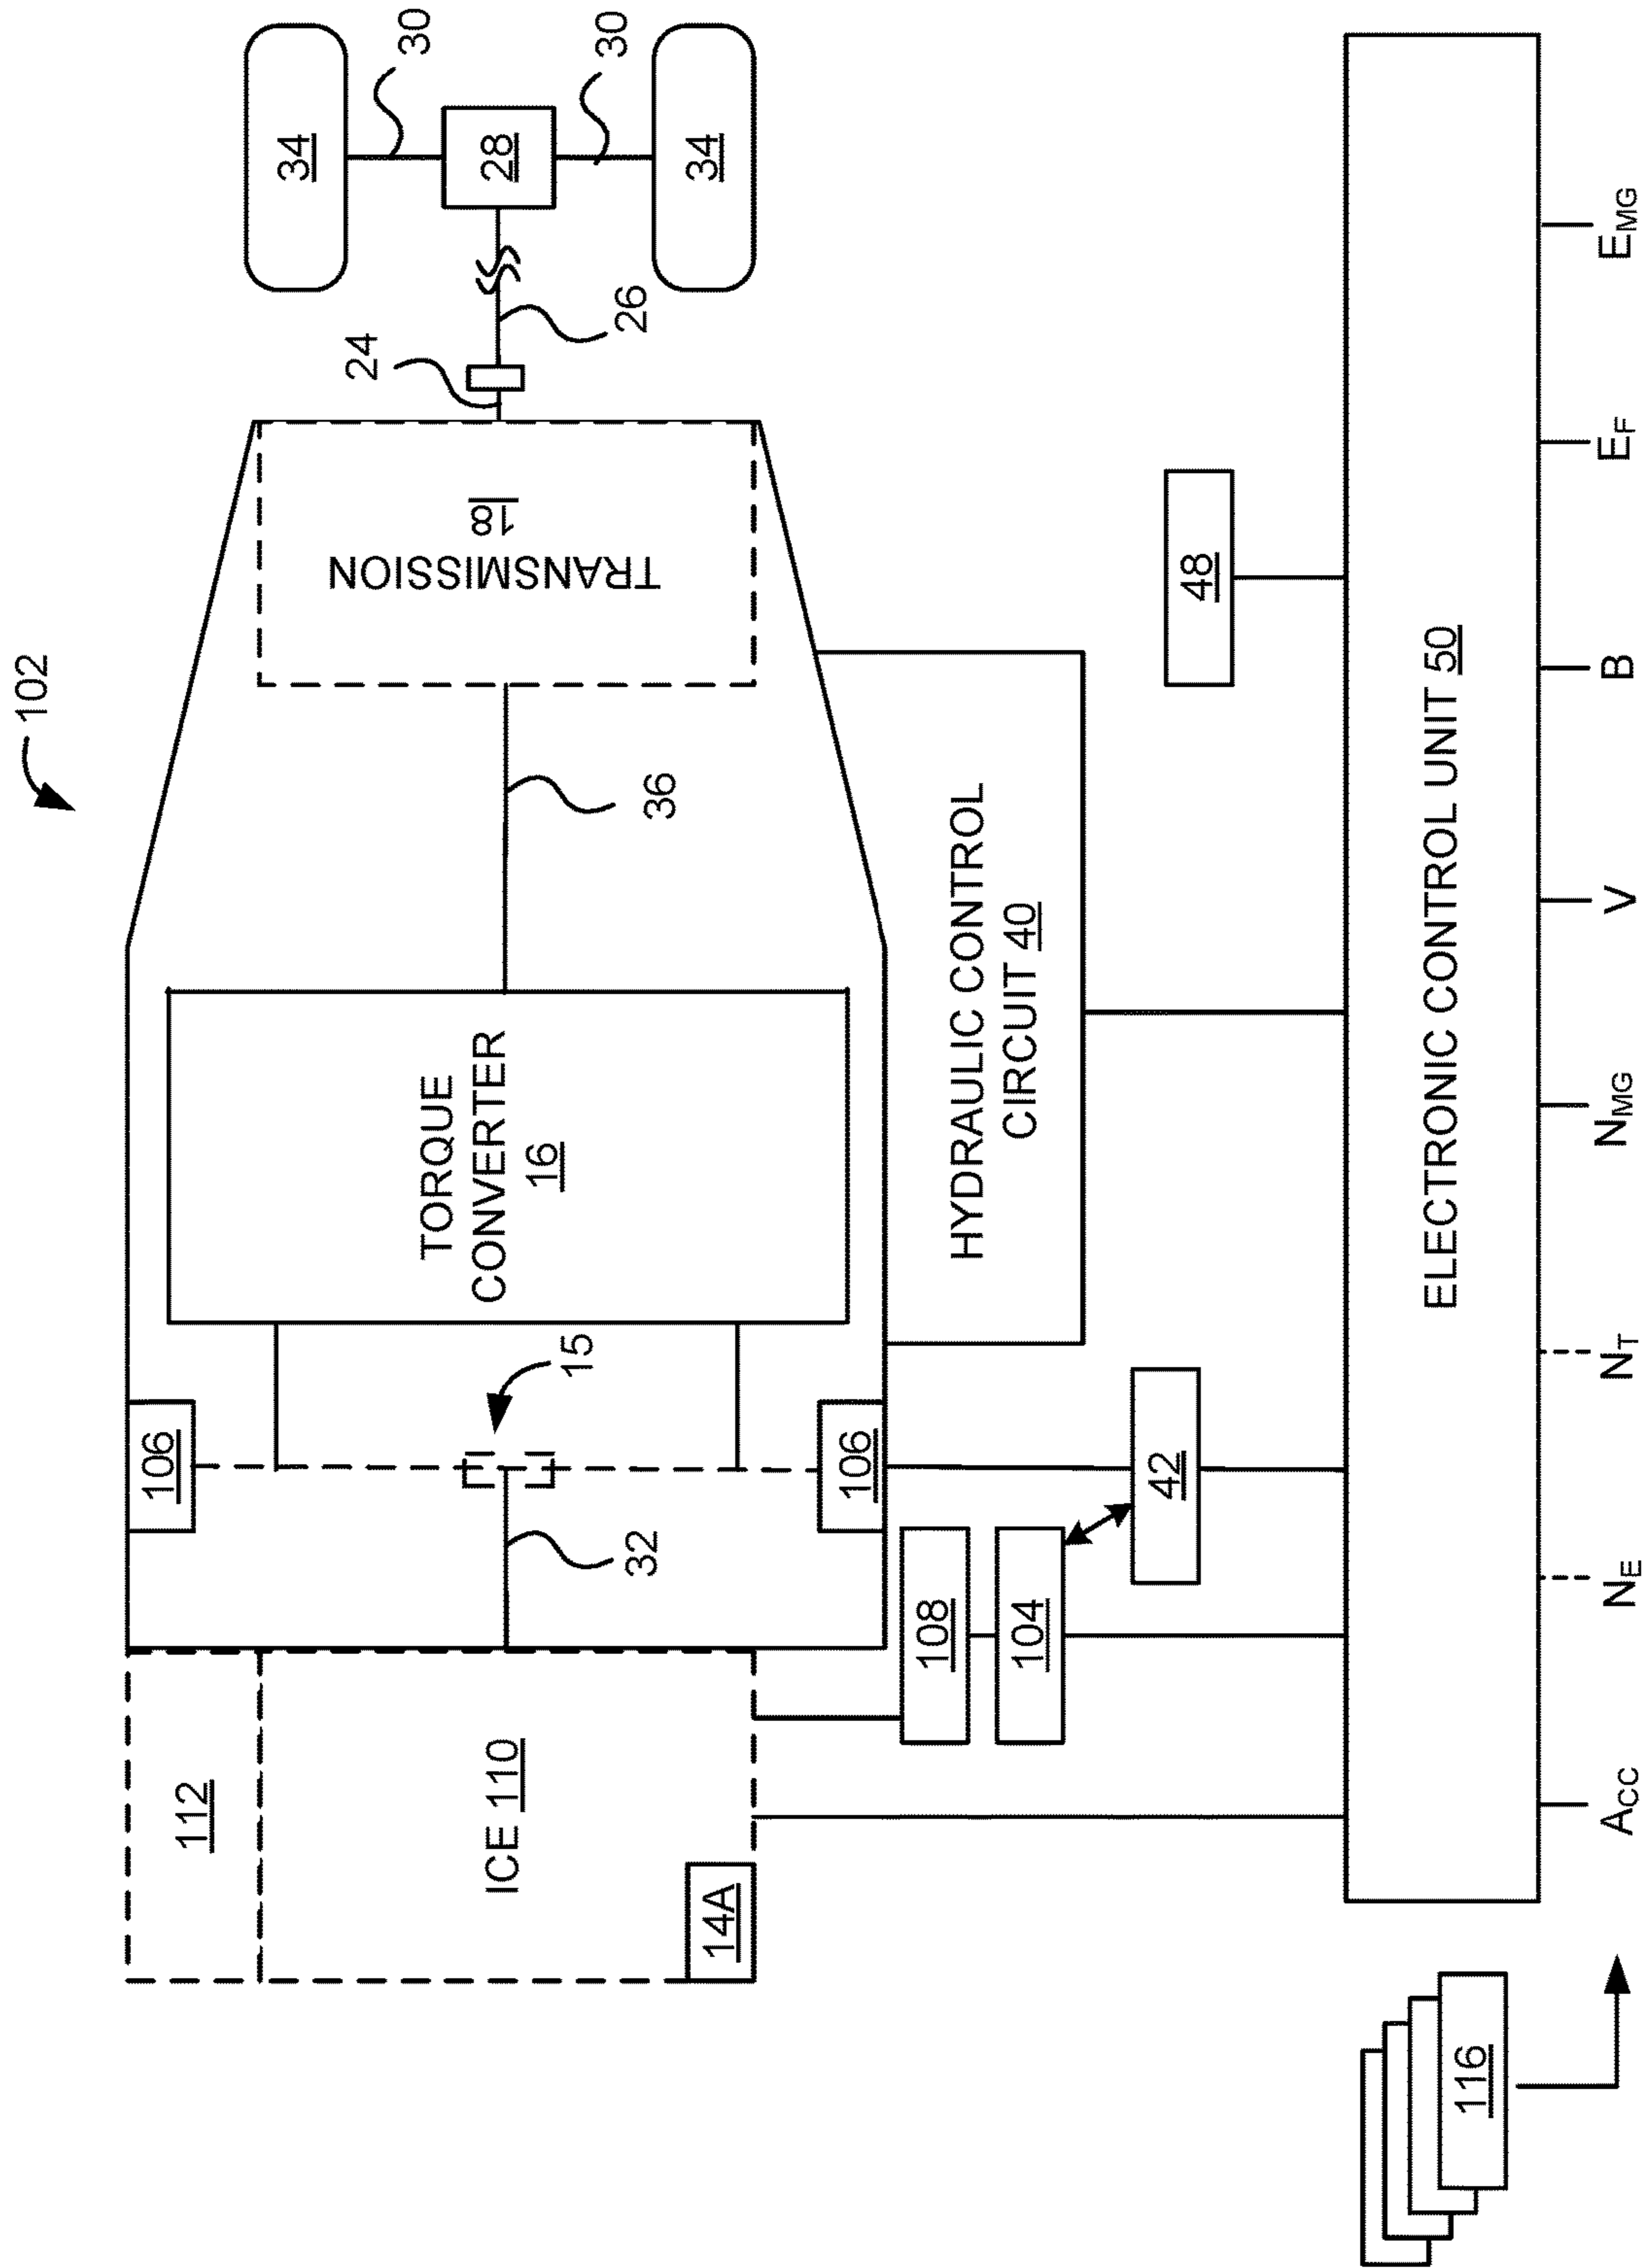 102
112
ICE 110
14A
106
32
15
106
TORQUE
CONVERTER
16
36
TRANSMISSION
18
24
26
34
30
28
30
34
HYDRAULIC CONTROL
CIRCUIT 40
108
104
42
48
ELECTRONIC CONTROL UNIT 50
116
ACC
NE
NT
NMG
V
B
EF
EMG